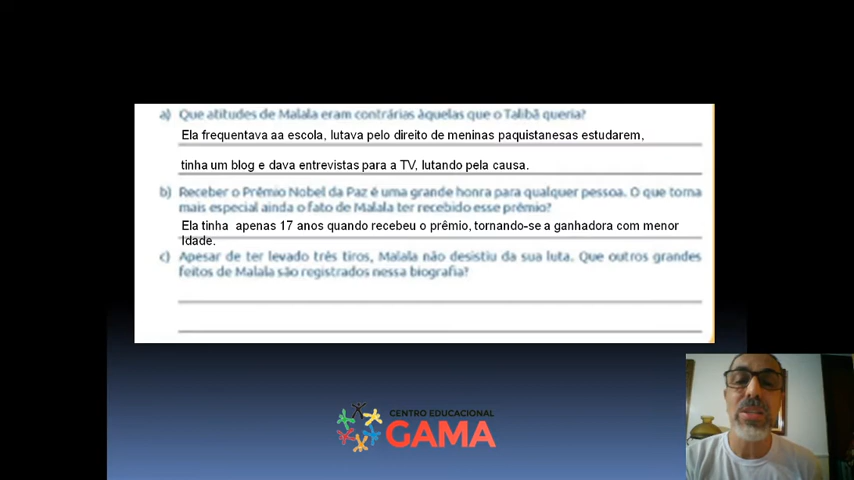 a) Que atitudes de Malala eram contrárias àquelas que o Talibã queria?
Ela frequentava aa escola, lutava pelo direito de meninas paquistanesas estudarem,
tinha um blog e dava entrevistas para a TV, lutando pela causa.
b) Receber o Prêmio Nobel da Paz é uma grande honra para qualquer pessoa. O que torna
mais especial ainda o fato de Malala ter recebido esse prêmio?
Ela tinha apenas 17 anos quando recebeu o prêmio, tornando-se a ganhadora com menor
Idade.
c) Apesar de ter levado três tiros, Malala não desistiu da sua luta. Que outros grandes
feitos de Malala são registrados nessa biografia?
CENTRO EDUCACIONAL
GAMA